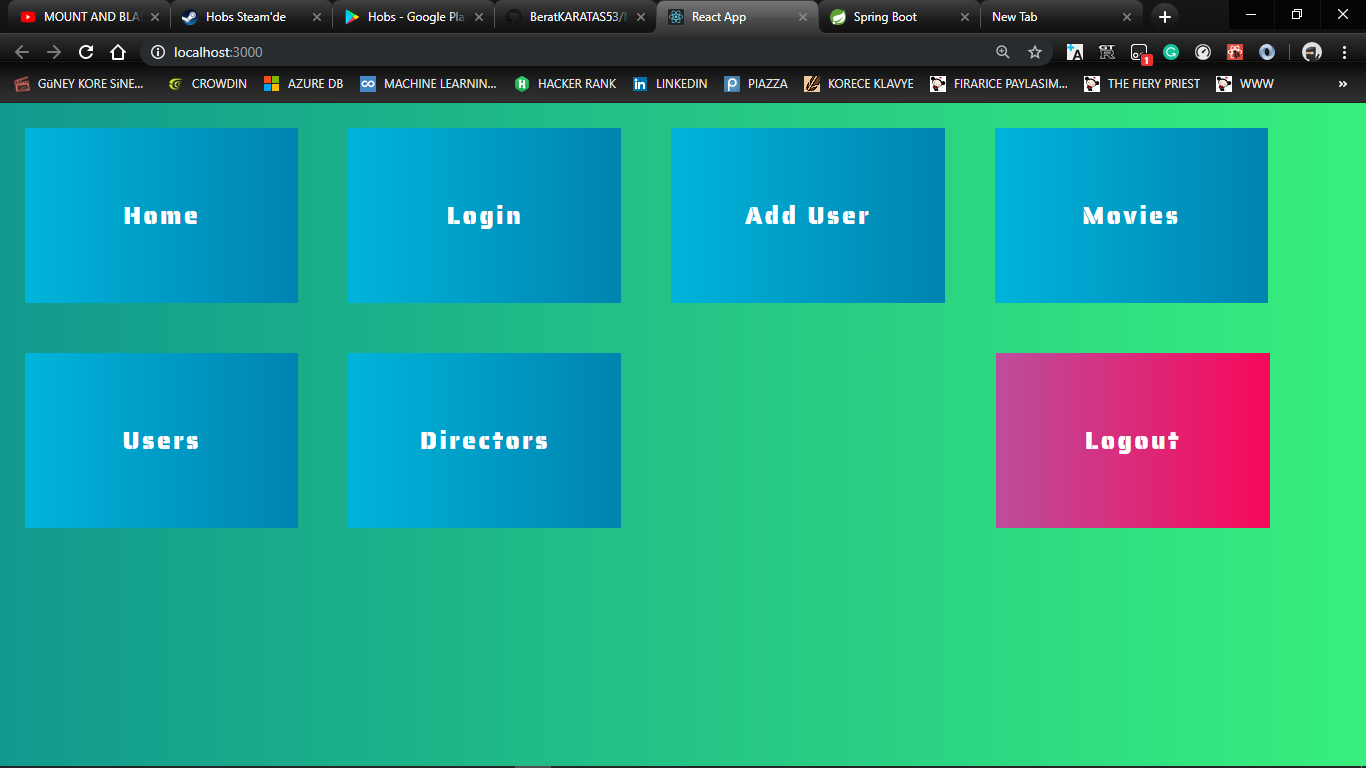 MOUNT AND BLA
Hobs Steam'de
Hobs - Google Pla
BeratKARATAS53/
React App
Spring Boot
New Tab
localhost:3000
GüNEY KORE SiNE...
CROWDIN
AZURE DB
MACHINE LEARNIN...
HACKER RANK
LINKEDIN
PIAZZA
KORECE KLAVYE
FIRARICE PAYLASIM...
THE FIERY PRIEST
WWW
Home
Login
Add User
Movies
Users
Directors
Logout